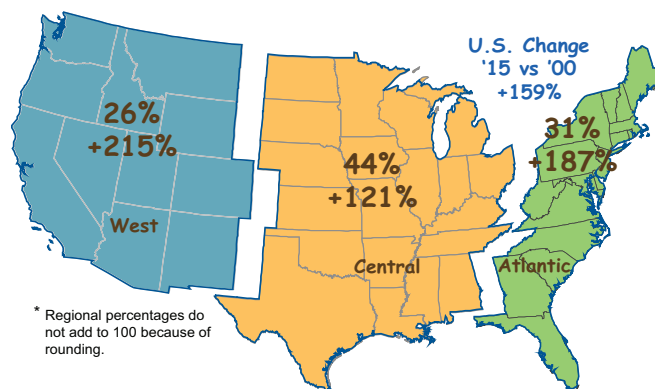 U.S. Change
'15 vs '00
+159%
26%
+215%
West
44%
+121%
Central
31%
+187%
Atlantic
* Regional percentages do
not add to 100 because of
rounding.